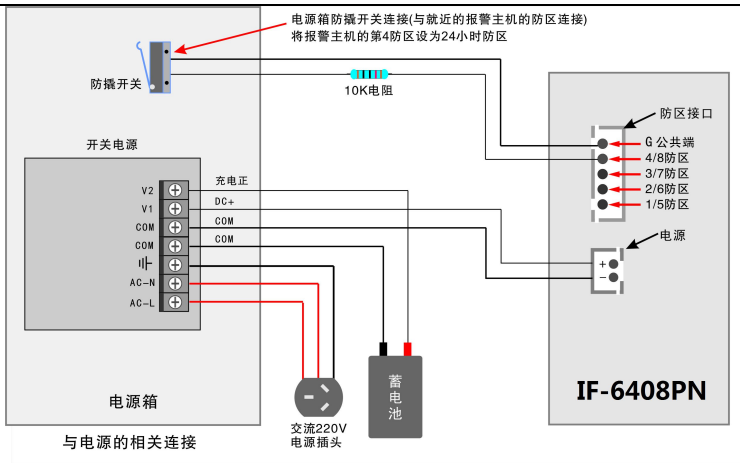 电源箱防撬开关连接(与就近的报警主机的防区连接)
将报警主机的第4防区设为24小时防区
防撬开关
10K电阻
防区接口
开关电源
G 公共端
4/8防区
3/7防区
2/6防区
1/5防区
充电正
V2
DC+
V1
COM
COM
COM
COM
电源
+
-
AC-N
AC-L
蓄电池
IF-6408PN
电源箱
交流220V
电源插头
与电源的相关连接